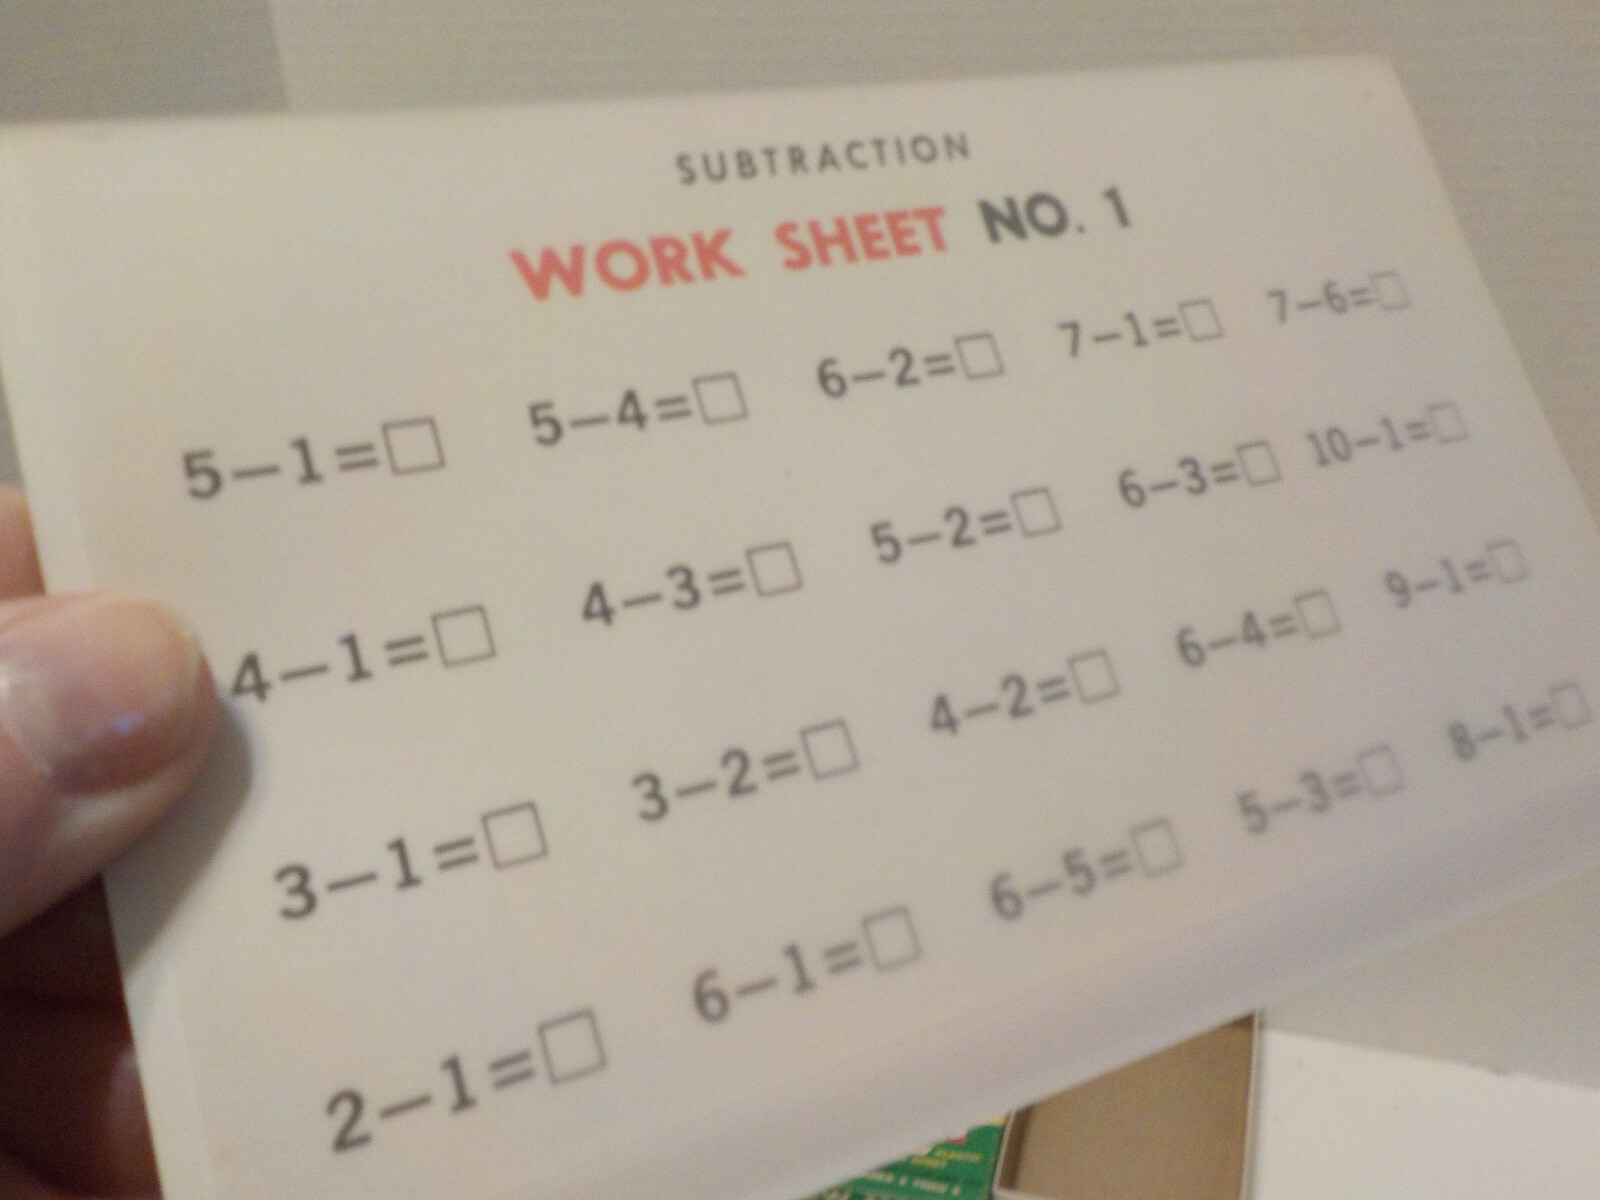 SUBTRACTION
WORK SHEET NO. 1
5−1=□ 5−4=□ 6−2=□ 7−1=□ 7−6=□
4−1=□ 4−3=□ 5−2=□ 6−3=□ 10−1=□
3−1=□ 3−2=□ 4−2=□ 6−4=□ 9−1=□
2−1=□ 6−1=□ 6−5=□ 5−3=□ 8−1=□